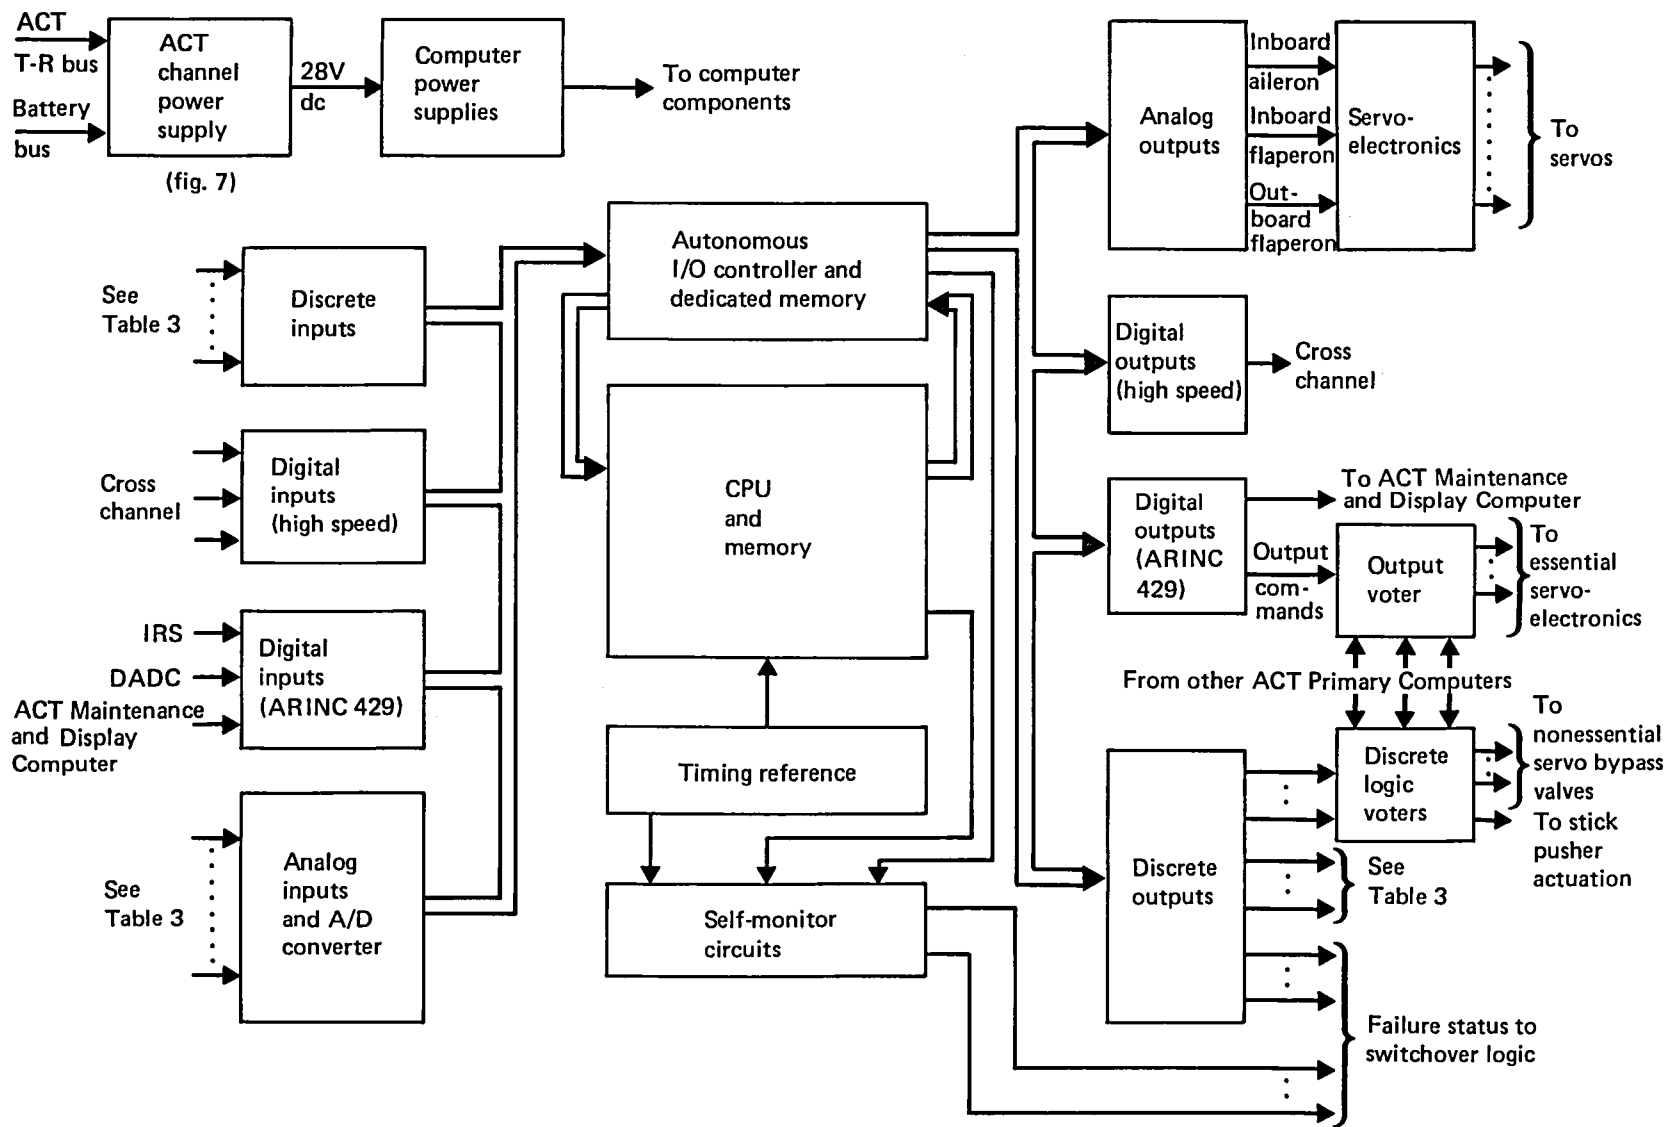 ACT
T-R bus
Battery
bus
ACT
channel
power
supply
(fig. 7)
28V
dc
Computer
power
supplies
To computer
components
See
Table 3
Discrete
inputs
Cross
channel
Digital
inputs
(high speed)
IRS
DADC
ACT Maintenance
and Display
Computer
Digital
inputs
(ARINC 429)
See
Table 3
Analog
inputs
and A/D
converter
Autonomous
I/O controller and
dedicated memory
CPU
and
memory
Timing reference
Self-monitor
circuits
Analog
outputs
Inboard
aileron
Inboard
flaperon
Out-
board
flaperon
Servo-
electronics
To
servos
Digital
outputs
(high speed)
Cross
channel
Digital
outputs
(ARINC
429)
To ACT Maintenance
and Display Computer
Output
com-
mands
Output
voter
To
essential
servo-
electronics
From other ACT Primary Computers
Discrete
logic
voters
To
nonessential
servo bypass
valves
To stick
pusher
actuation
Discrete
outputs
See
Table 3
Failure status to
switchover logic